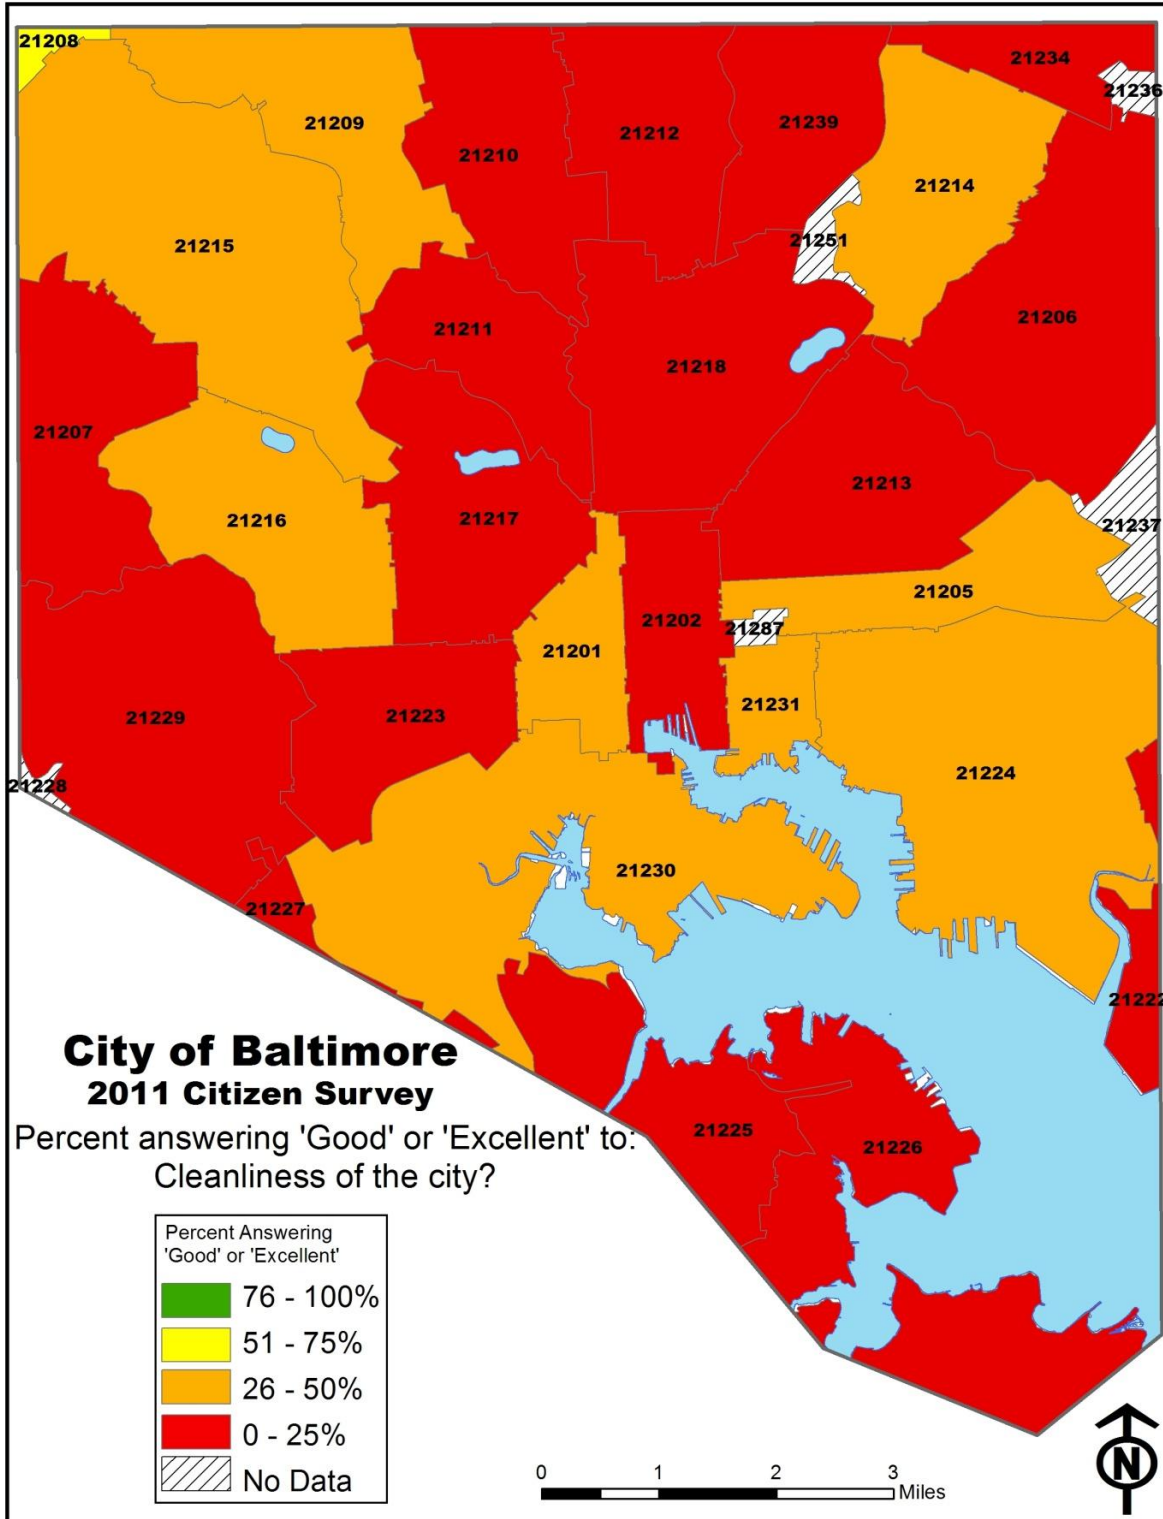 21208
21234
21236
21209
21212
21239
21210
21214
21215
21251
21206
21211
21218
21207
21213
21216
21217
21237
21205
21202
21287
21201
21231
21229
21223
21224
21228
21230
21227
21222
City of Baltimore
2011 Citizen Survey
Percent answering 'Good' or 'Excellent' to:
Cleanliness of the city?
21225
21226
Percent Answering
'Good' or 'Excellent'
76 - 100%
51 - 75%
26 - 50%
0 - 25%
No Data
0 1 2 3
Miles
N